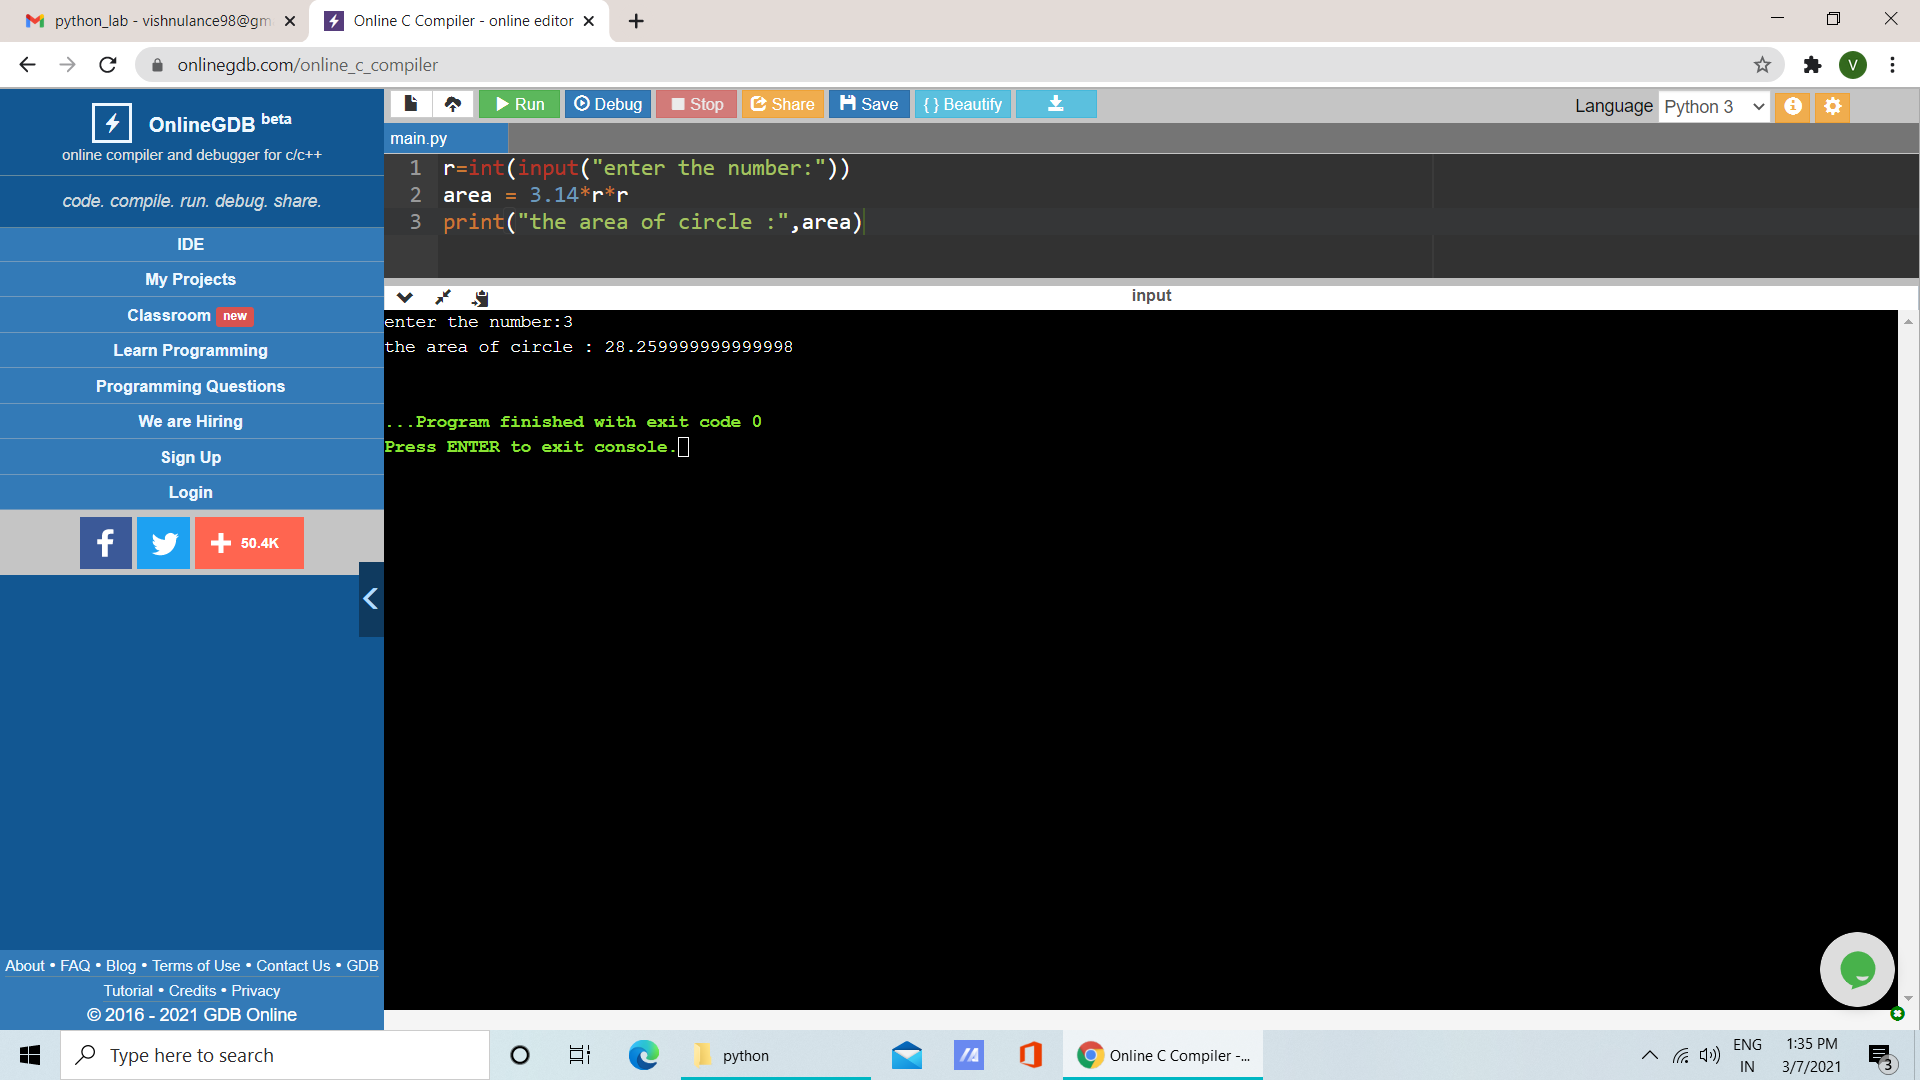 python_lab - vishnulance98@gm
Online C Compiler - online editor
onlinegdb.com/online_c_compiler
V
OnlineGDB beta
online compiler and debugger for c/c++
code. compile. run. debug. share.
IDE
My Projects
Classroom new
Learn Programming
Programming Questions
We are Hiring
Sign Up
Login
f
50.4K
About • FAQ • Blog • Terms of Use • Contact Us • GDB
Tutorial • Credits • Privacy
© 2016 - 2021 GDB Online
Run Debug Stop Share Save {} Beautify
Language Python 3
main.py
1 r=int(input("enter the number:"))
2 area = 3.14*r*r
3 print("the area of circle :",area)
input
enter the number:3
the area of circle : 28.259999999999998
...Program finished with exit code 0
Press ENTER to exit console.
Type here to search
python
Online C Compiler -...
ENG
IN
1:35 PM
3/7/2021
3